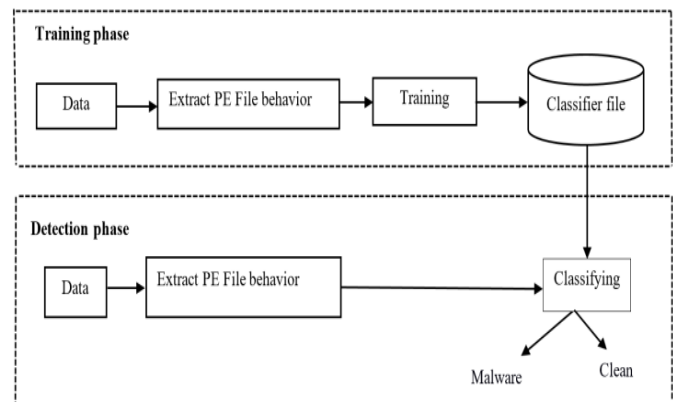 Training phase
Data
Extract PE File behavior
Training
Classifier file
Detection phase
Data
Extract PE File behavior
Classifying
Malware
Clean